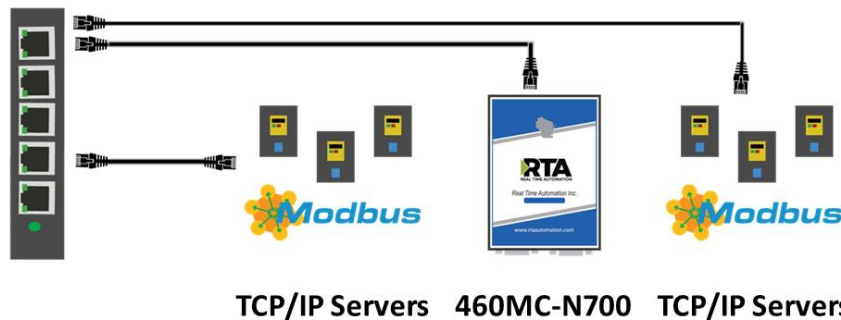 RTA
REAL TIME AUTOMATION
Real Time Automation Inc.
www.rtaautomation.com
Modbus
Modbus
TCP/IP Servers 460MC-N700 TCP/IP Servers